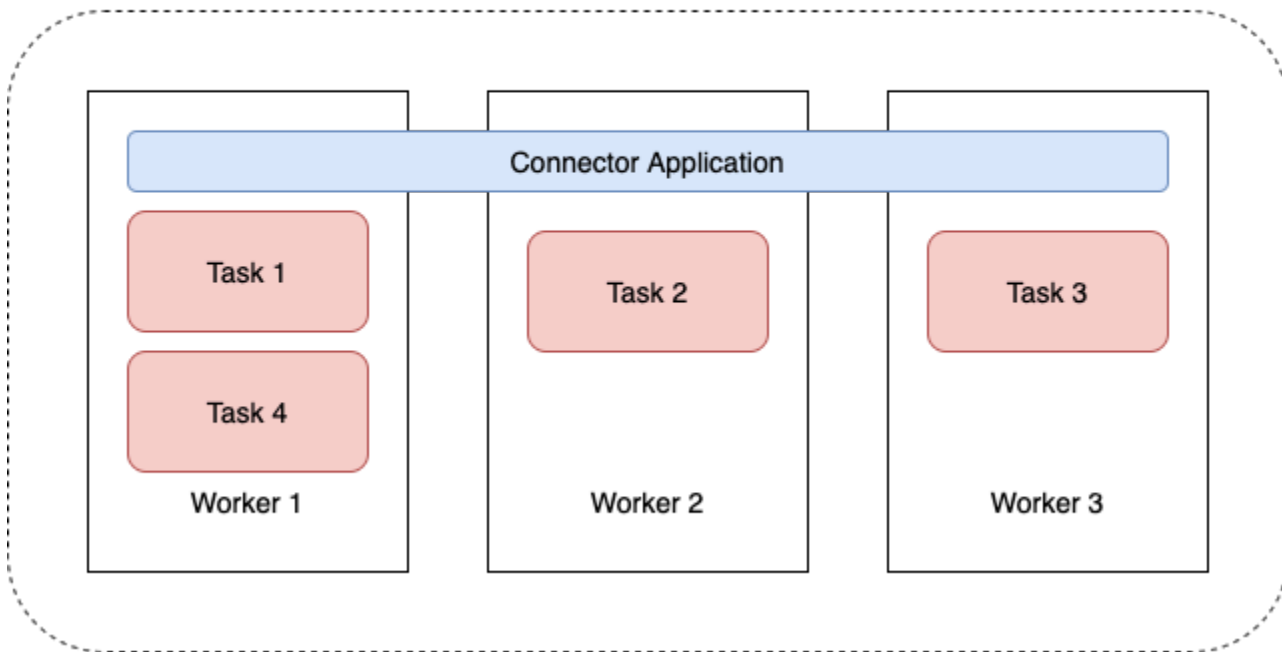 Connector Application
Task 1
Task 2
Task 3
Task 4
Worker 1
Worker 2
Worker 3